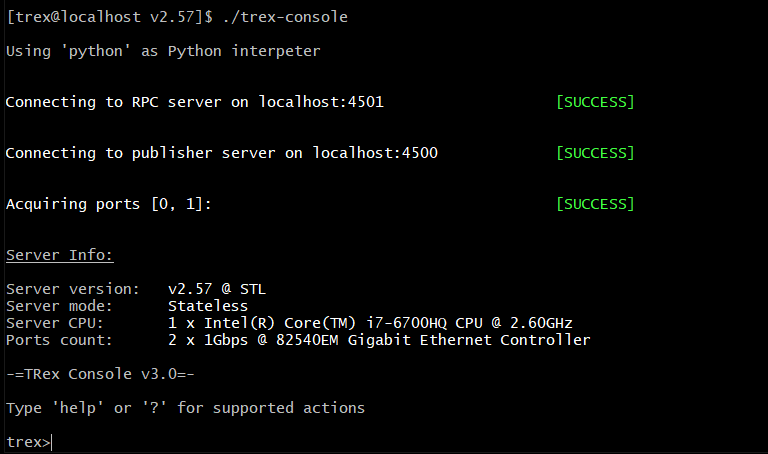 [trex@localhost v2.57]$ ./trex-console
Using 'python' as Python interpeter
Connecting to RPC server on localhost:4501 [SUCCESS]
Connecting to publisher server on localhost:4500 [SUCCESS]
Acquiring ports [0, 1]: [SUCCESS]
Server Info:
Server version: v2.57 @ STL
Server mode: Stateless
Server CPU: 1 x Intel(R) Core(TM) i7-6700HQ CPU @ 2.60GHz
Ports count: 2 x 1Gbps @ 82540EM Gigabit Ethernet Controller
-=TRex Console v3.0=-
Type 'help' or '?' for supported actions
trex>